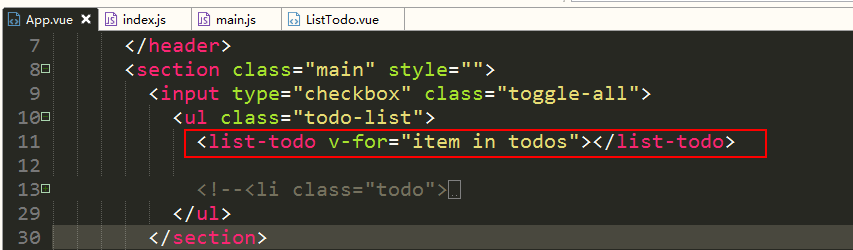 App.vue index.js main.js ListTodo.vue
7 </header>
8 <section class="main" style="">
9 <input type="checkbox" class="toggle-all">
10 <ul class="todo-list">
11 <list-todo v-for="item in todos"></list-todo>
12
13 <!--<li class="todo">
29 </ul>
30 </section>